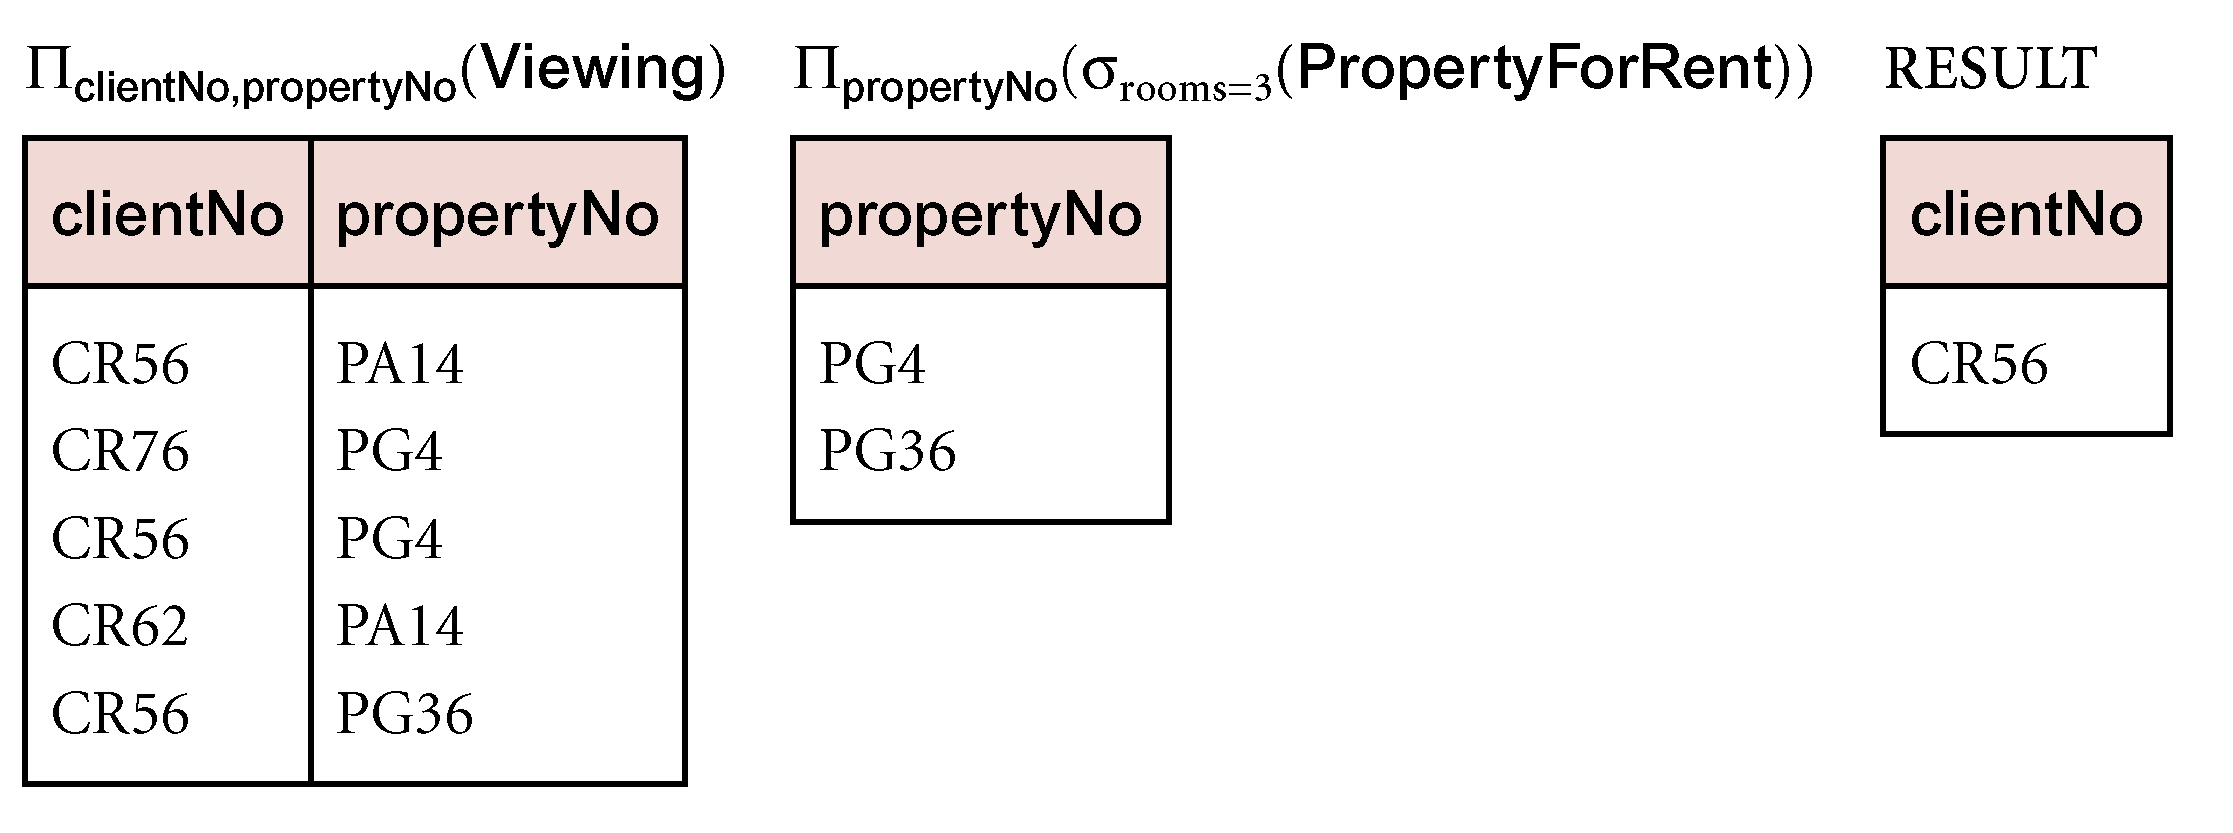 Π clientNo,propertyNo(Viewing) Π propertyNo(σ rooms=3(PropertyForRent)) RESULT
clientNo propertyNo propertyNo clientNo
CR56 PA14 PG4 CR56
CR76 PG4 PG36
CR56 PG4
CR62 PA14
CR56 PG36